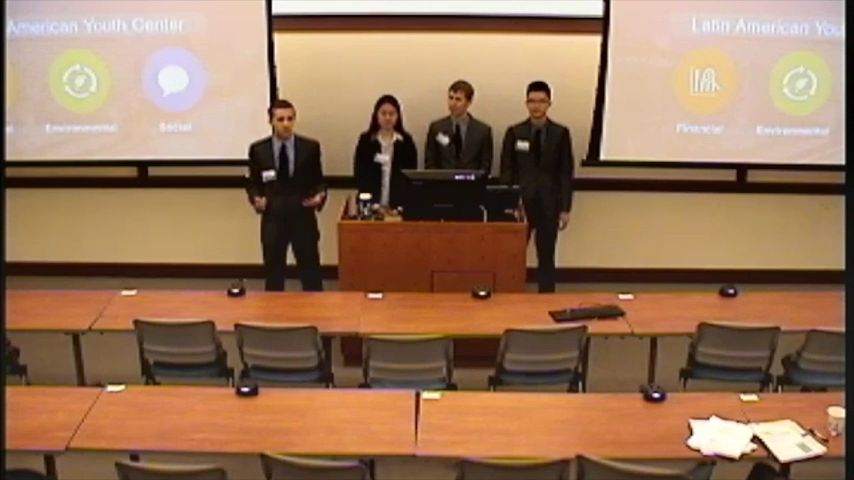 American Youth Center
Environmental
Social
Latin American You
Financial
Environmental